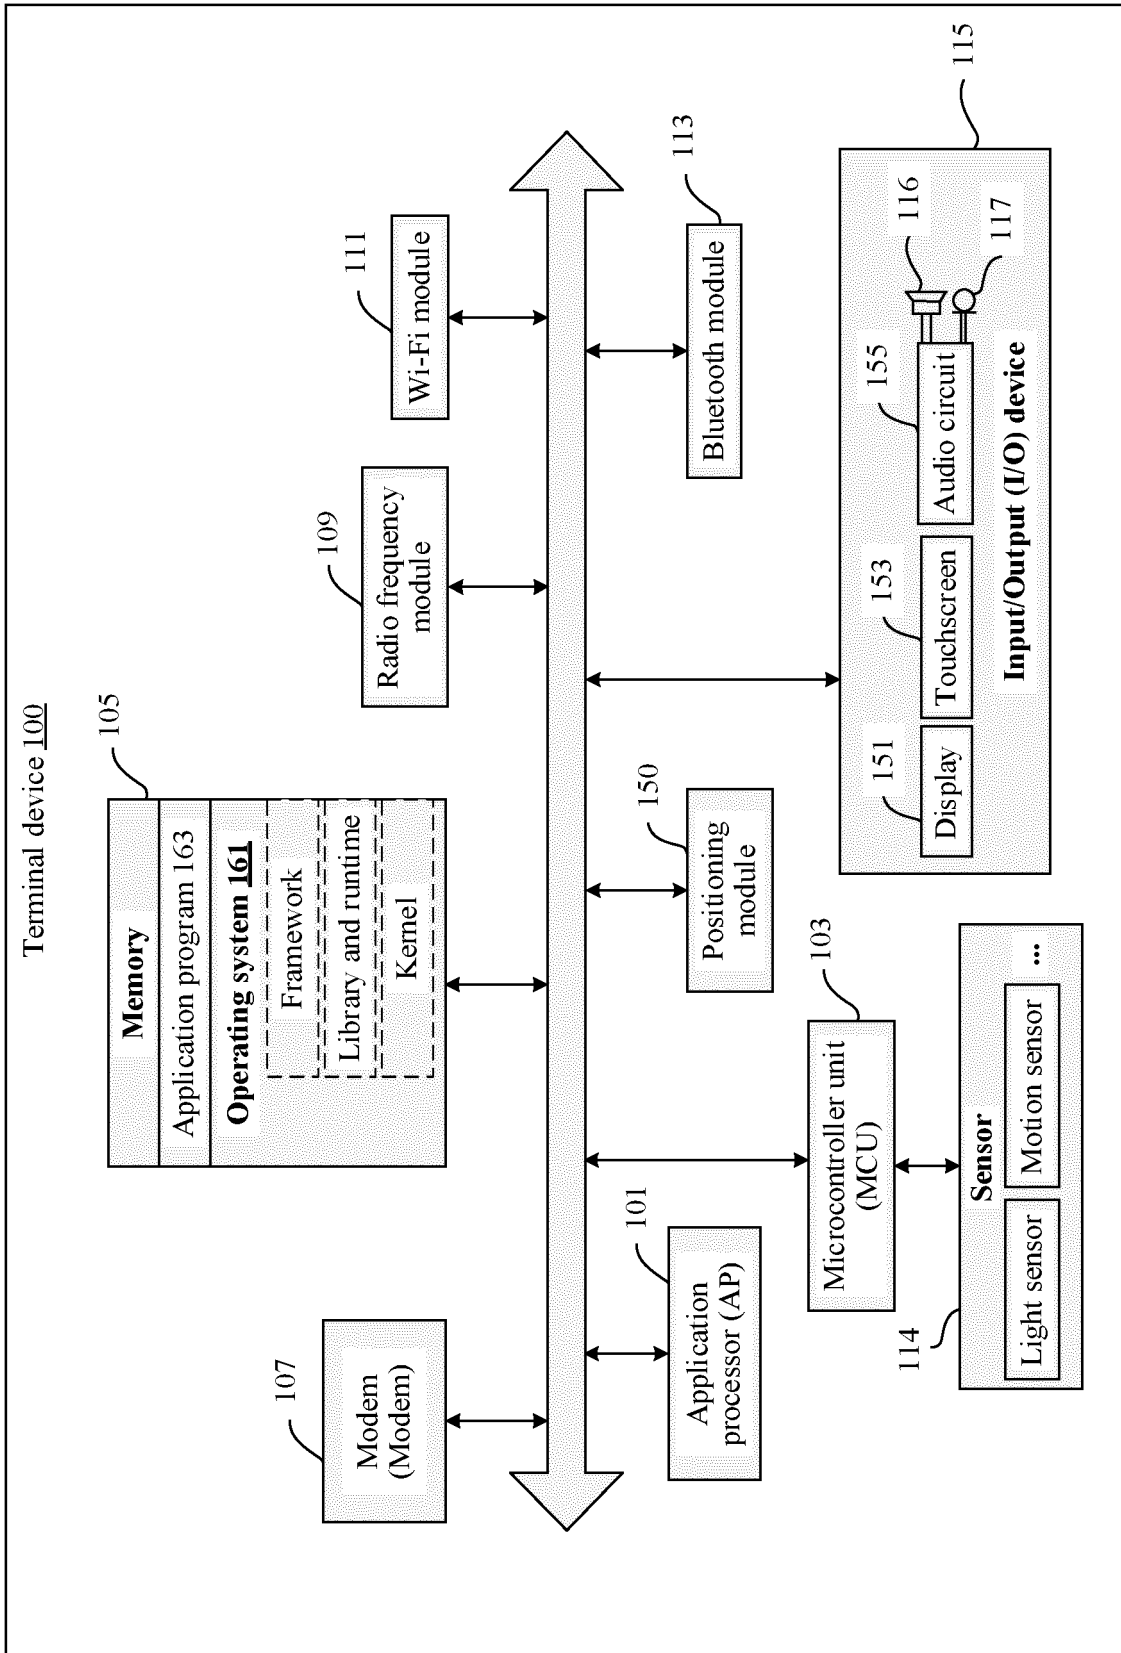 Terminal device 100
105
Memory
Application program 163
Operating system 161
Framework
Library and runtime
Kernel
107
Modem
(Modem)
109
Radio frequency
module
111
Wi-Fi module
101
Application
processor (AP)
103
Microcontroller unit
(MCU)
150
Positioning
module
113
Bluetooth module
114
Sensor
Light sensor
Motion sensor
...
115
151
Display
153
Touchscreen
155
Audio circuit
116
117
Input/Output (I/O) device